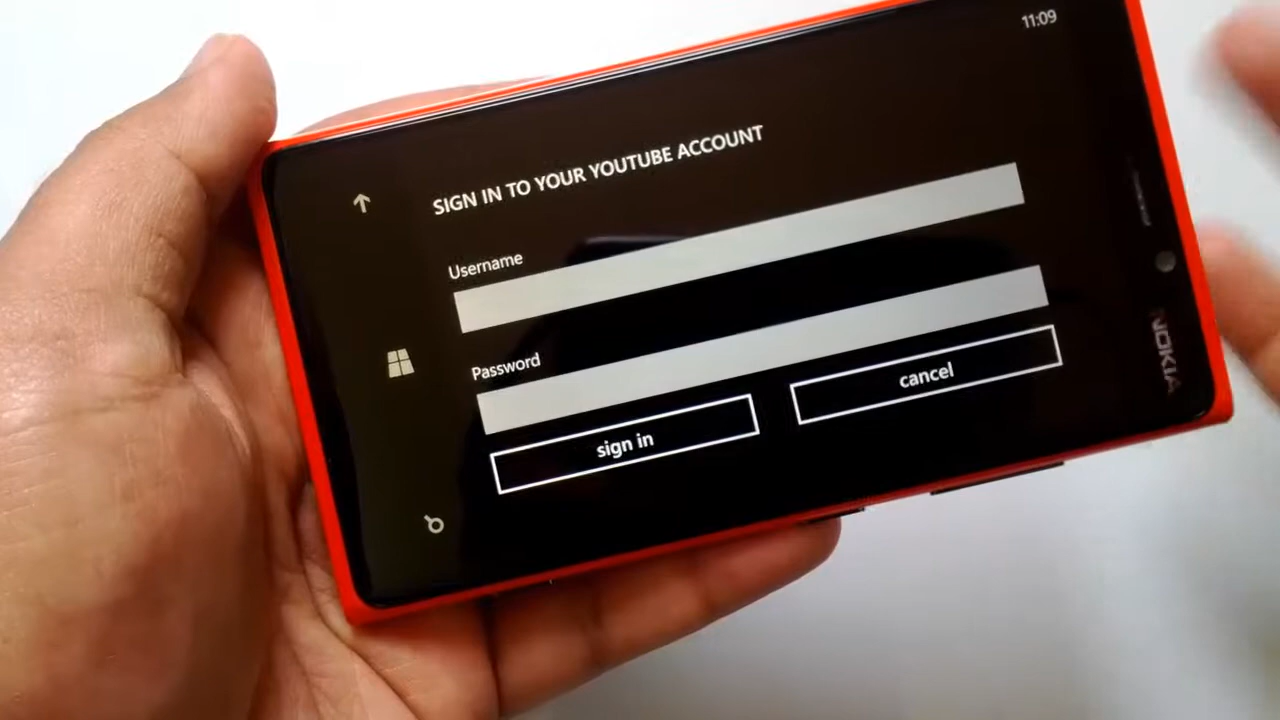 11:09
SIGN IN TO YOUR YOUTUBE ACCOUNT
Username
Password
sign in
cancel
NOKIA